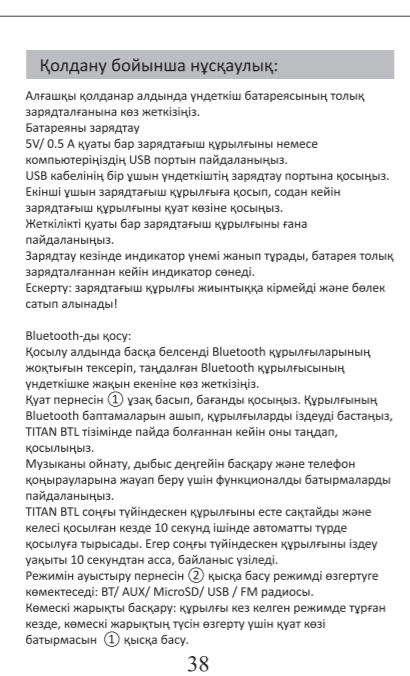 Қолдану бойынша нұсқаулық:
Алғашқы қолданар алдында үндеткіш батареясының толық
зарядталғанына көз жеткізіңіз.
Батареяны зарядтау
5V/ 0.5 А қуаты бар зарядтағыш құрылғыны немесе
компьютеріңіздің USB портын пайдаланыңыз.
USB кабелінің бір ұшын үндеткіштің зарядтау портына қосыңыз.
Екінші ұшын зарядтағыш құрылғыға қосып, содан кейін
зарядтағыш құрылғыны қуат көзіне қосыңыз.
Жеткілікті қуаты бар зарядтағыш құрылғыны ғана
пайдаланыңыз.
Зарядтау кезінде индикатор үнемі жанып тұрады, батарея толық
зарядталғаннан кейін индикатор сөнеді.
Ескерту: зарядтағыш құрылғы жиынтыққа кірмейді және бөлек
сатып алынады!
Bluetooth-ды қосу:
Қосылу алдында басқа белсенді Bluetooth құрылғыларының
жоқтығын тексеріп, таңдалған Bluetooth құрылғысының
үндеткішке жақын екеніне көз жеткізіңіз.
Қуат пернесін ① ұзақ басып, бағанды қосыңыз. Құрылғының
Bluetooth баптамаларын ашып, құрылғыларды іздеуді бастаңыз,
TITAN BTL тізімінде пайда болғаннан кейін оны таңдап,
қосылыңыз.
Музыканы ойнату, дыбыс деңгейін басқару және телефон
қоңырауларына жауап беру үшін функционалды батырмаларды
пайдаланыңыз.
TITAN BTL соңғы түйіндескен құрылғыны есте сақтайды және
келесі қосылған кезде 10 секунд ішінде автоматты түрде
қосылуға тырысады. Егер соңғы түйіндескен құрылғыны іздеу
уақыты 10 секундтан асса, байланыс үзіледі.
Режимін ауыстыру пернесін ② қысқа басу режимді өзгертуге
көмектеседі: BT/ AUX/ MicroSD/ USB / FM радиосы.
Көмескі жарықты басқару: құрылғы кез келген режимде тұрған
кезде, көмескі жарықтың түсін өзгерту үшін қуат көзі
батырмасын ① қысқа басу.
38